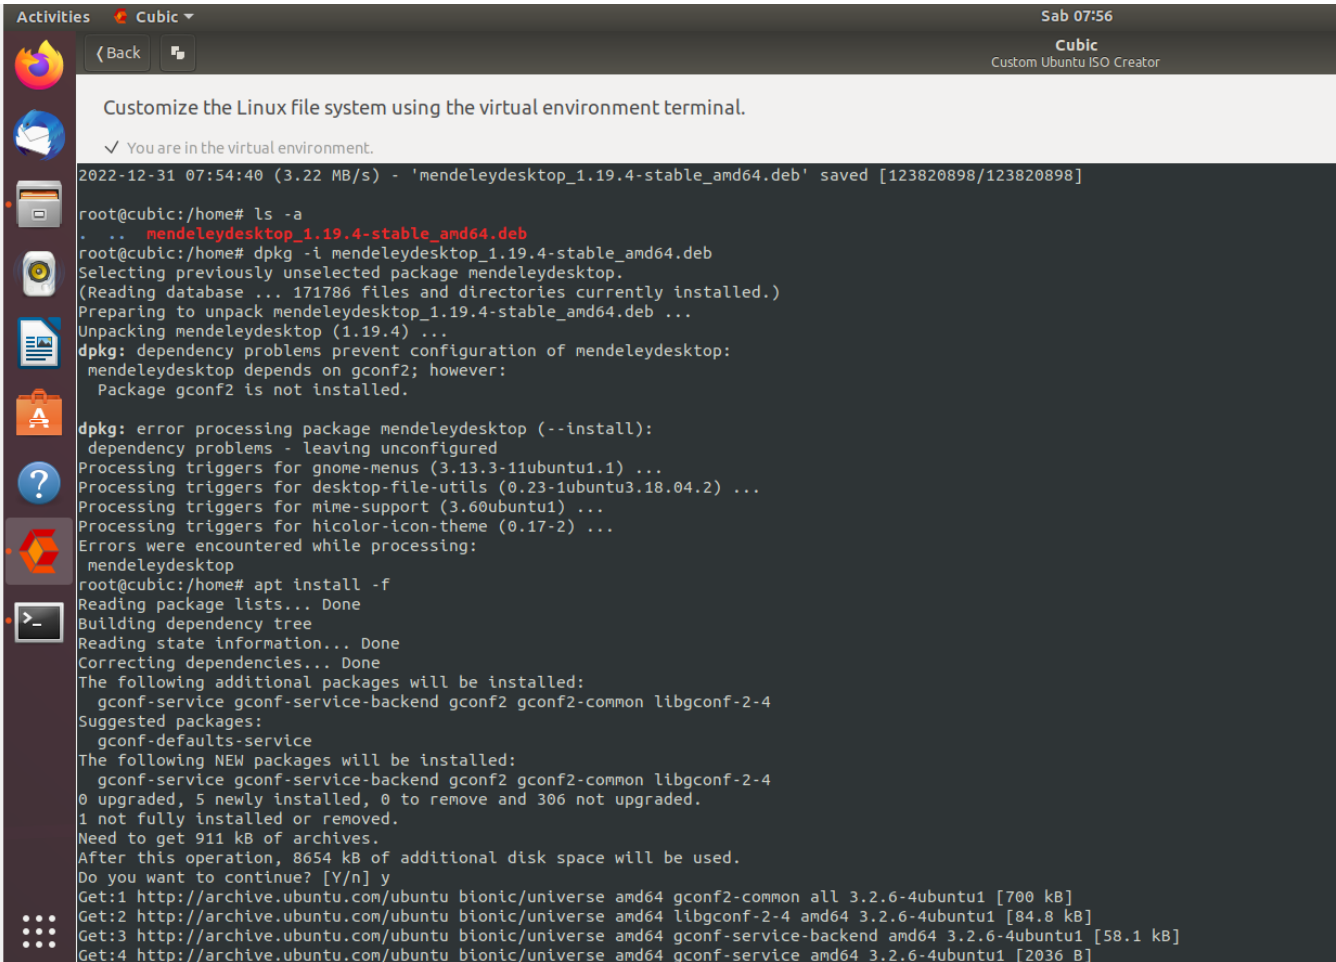 Activities Cubic Sab 07:56
Back Cubic
Custom Ubuntu ISO Creator
Customize the Linux file system using the virtual environment terminal.
✓ You are in the virtual environment.
2022-12-31 07:54:40 (3.22 MB/s) - 'mendeleydesktop_1.19.4-stable_amd64.deb' saved [123820898/123820898]
root@cubic:/home# ls -a
. .. mendeleydesktop_1.19.4-stable_amd64.deb
root@cubic:/home# dpkg -i mendeleydesktop_1.19.4-stable_amd64.deb
Selecting previously unselected package mendeleydesktop.
(Reading database ... 171786 files and directories currently installed.)
Preparing to unpack mendeleydesktop_1.19.4-stable_amd64.deb ...
Unpacking mendeleydesktop (1.19.4) ...
dpkg: dependency problems prevent configuration of mendeleydesktop:
mendeleydesktop depends on gconf2; however:
Package gconf2 is not installed.
dpkg: error processing package mendeleydesktop (--install):
dependency problems - leaving unconfigured
Processing triggers for gnome-menus (3.13.3-11ubuntu1.1) ...
Processing triggers for desktop-file-utils (0.23-1ubuntu3.18.04.2) ...
Processing triggers for mime-support (3.60ubuntu1) ...
Processing triggers for hicolor-icon-theme (0.17-2) ...
Errors were encountered while processing:
mendeleydesktop
root@cubic:/home# apt install -f
Reading package lists... Done
Building dependency tree
Reading state information... Done
Correcting dependencies... Done
The following additional packages will be installed:
gconf-service gconf-service-backend gconf2 gconf2-common libgconf-2-4
Suggested packages:
gconf-defaults-service
The following NEW packages will be installed:
gconf-service gconf-service-backend gconf2 gconf2-common libgconf-2-4
0 upgraded, 5 newly installed, 0 to remove and 306 not upgraded.
1 not fully installed or removed.
Need to get 911 kB of archives.
After this operation, 8654 kB of additional disk space will be used.
Do you want to continue? [Y/n] y
Get:1 http://archive.ubuntu.com/ubuntu bionic/universe amd64 gconf2-common all 3.2.6-4ubuntu1 [700 kB]
Get:2 http://archive.ubuntu.com/ubuntu bionic/universe amd64 libgconf-2-4 amd64 3.2.6-4ubuntu1 [84.8 kB]
Get:3 http://archive.ubuntu.com/ubuntu bionic/universe amd64 gconf-service-backend amd64 3.2.6-4ubuntu1 [58.1 kB]
Get:4 http://archive.ubuntu.com/ubuntu bionic/universe amd64 gconf-service amd64 3.2.6-4ubuntu1 [2036 B]